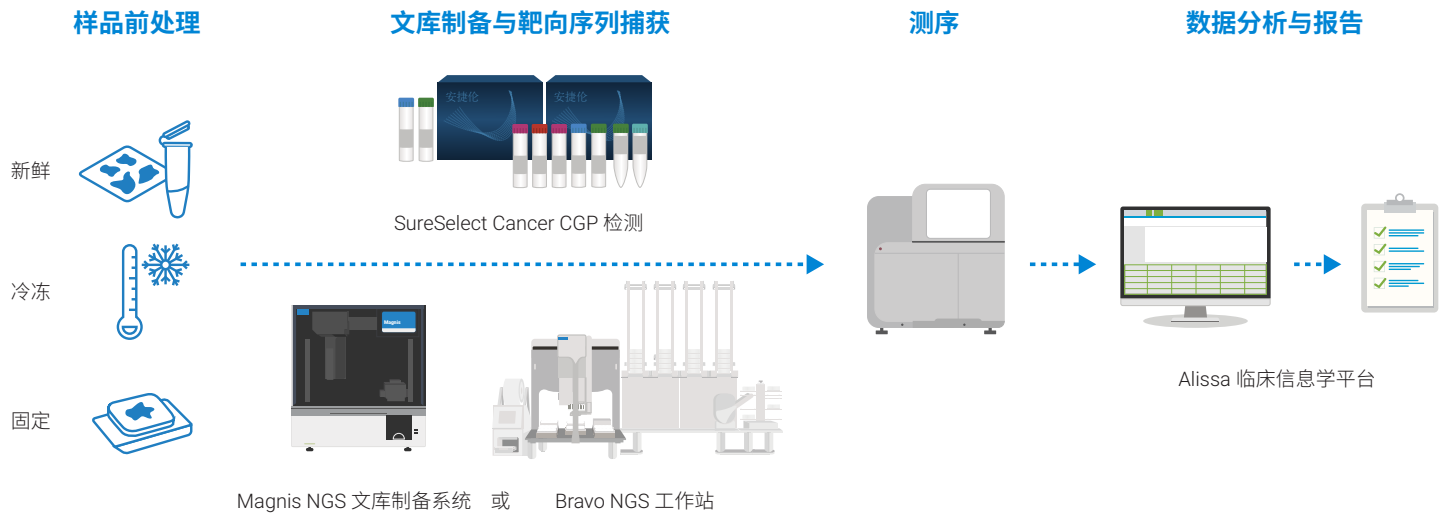 样品前处理
文库制备与靶向序列捕获
测序
数据分析与报告
安捷伦
安捷伦
新鲜
SureSelect Cancer CGP 检测
冷冻
Magnis
Alissa 临床信息学平台
固定
Magnis NGS 文库制备系统 或 Bravo NGS 工作站